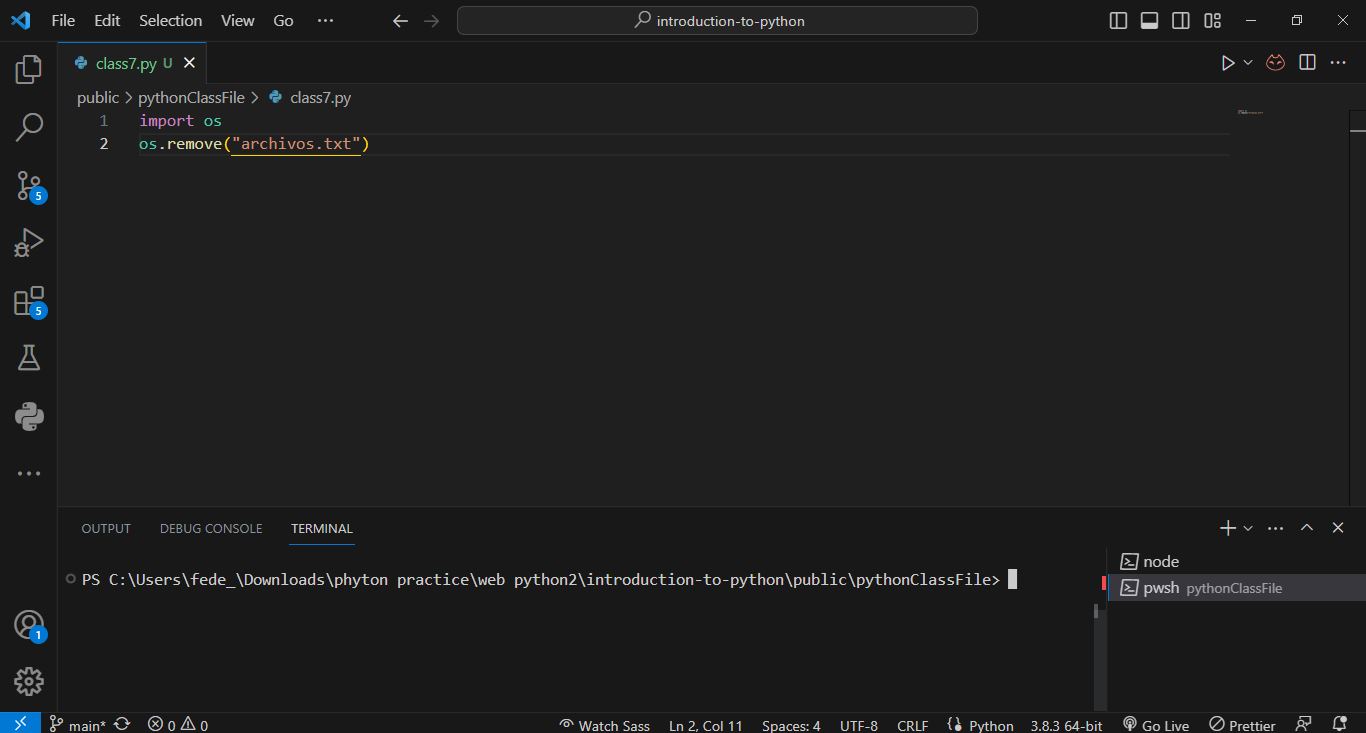 File Edit Selection View Go ···
introduction-to-python
class7.py U
public > pythonClassFile > class7.py
1 import os
2 os.remove("archivos.txt")
5
5
1
OUTPUT DEBUG CONSOLE TERMINAL
PS C:\Users\fede_\Downloads\phyton practice\web python2\introduction-to-python\public\pythonClassFile>
node
pwsh pythonClassFile
main* 0 0 Watch Sass Ln 2, Col 11 Spaces: 4 UTF-8 CRLF Python 3.8.3 64-bit Go Live Prettier